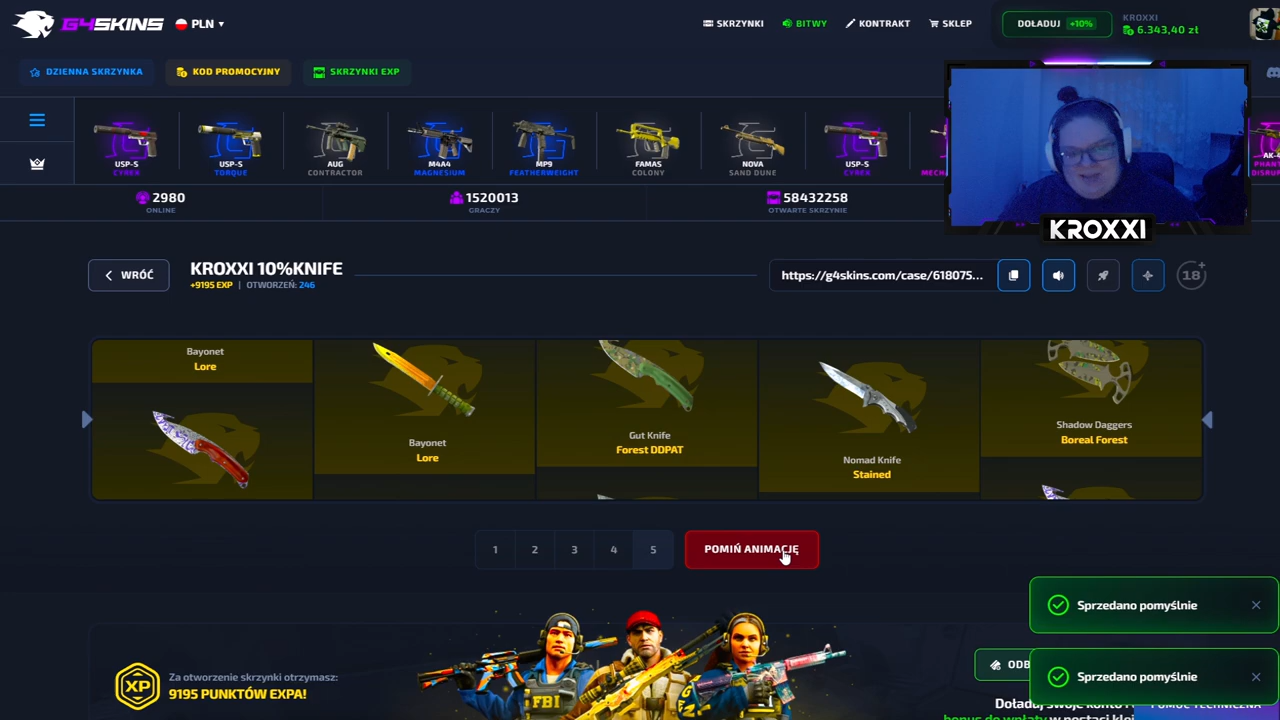 G4SKINS
PLN
SKRZYNKI
BITWY
KONTRAKT
SKLEP
DOŁADUJ +10%
KROXXI
6.343,40 zł
DZIENNA SKRZYNKA
KOD PROMOCYJNY
SKRZYNKI EXP
USP-S
CYREX
USP-S
TORQUE
AUG
CONTRACTOR
M4A4
MAGNESIUM
MP9
FEATHERWEIGHT
FAMAS
COLONY
NOVA
SAND DUNE
USP-S
CYREX
2980
ONLINE
1520013
GRACZY
58432258
OTWARTE SKRZYNIE
KROXXI
WRÓĆ
KROXXI 10%KNIFE
+9195 EXP | OTWORZEŃ: 246
https://g4skins.com/case/618075...
18+
Bayonet
Lore
Bayonet
Lore
Gut Knife
Forest DDPAT
Nomad Knife
Stained
Shadow Daggers
Boreal Forest
1 2 3 4 5
POMIŃ ANIMACJĘ
Sprzedano pomyślnie
Sprzedano pomyślnie
XP
Za otworzenie skrzynki otrzymasz:
9195 PUNKTÓW EXPA!
FBI
ODB